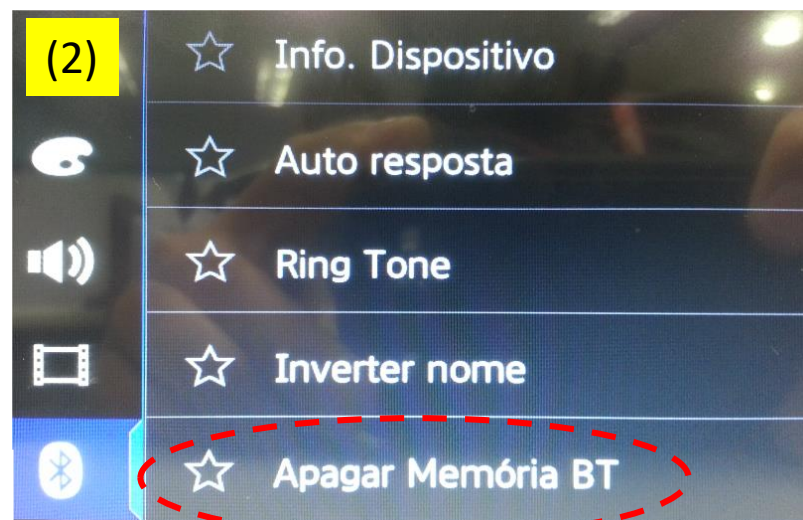 (2)
Info. Dispositivo
Auto resposta
Ring Tone
Inverter nome
Apagar Memória BT